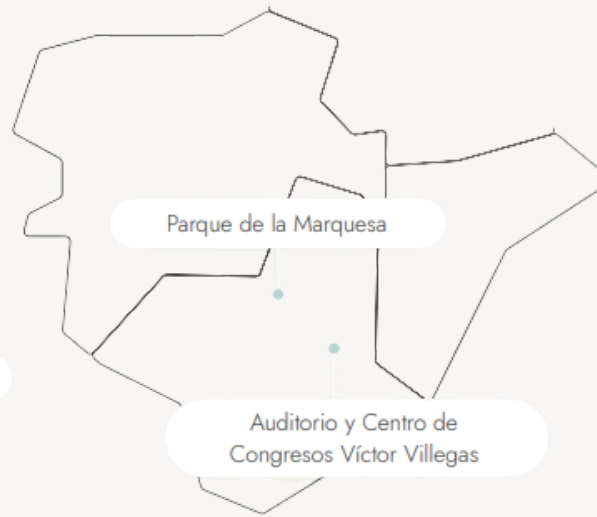 Parque de la Marquesa
Auditorio y Centro de
Congresos Víctor Villegas